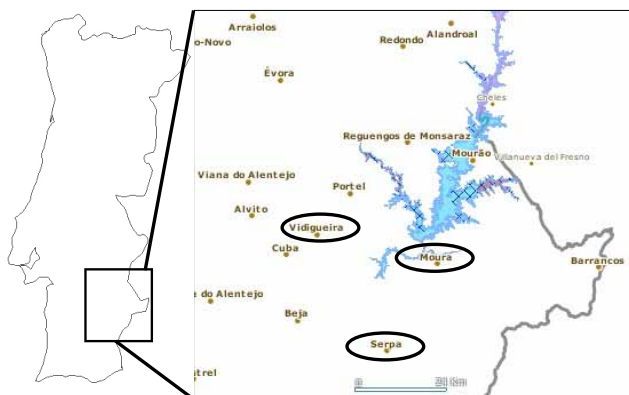 Arraiolos
Alandroal
o-Novo
Redondo
Évora
Cheles
Reguengos de Monsaraz
Mourão
Villanueva del Fresno
Viana do Alentejo
Portel
Alvito
Vidigueira
Cuba
Moura
Barrancos
e do Alentejo
Beja
Serpa
trel
0 20 Km